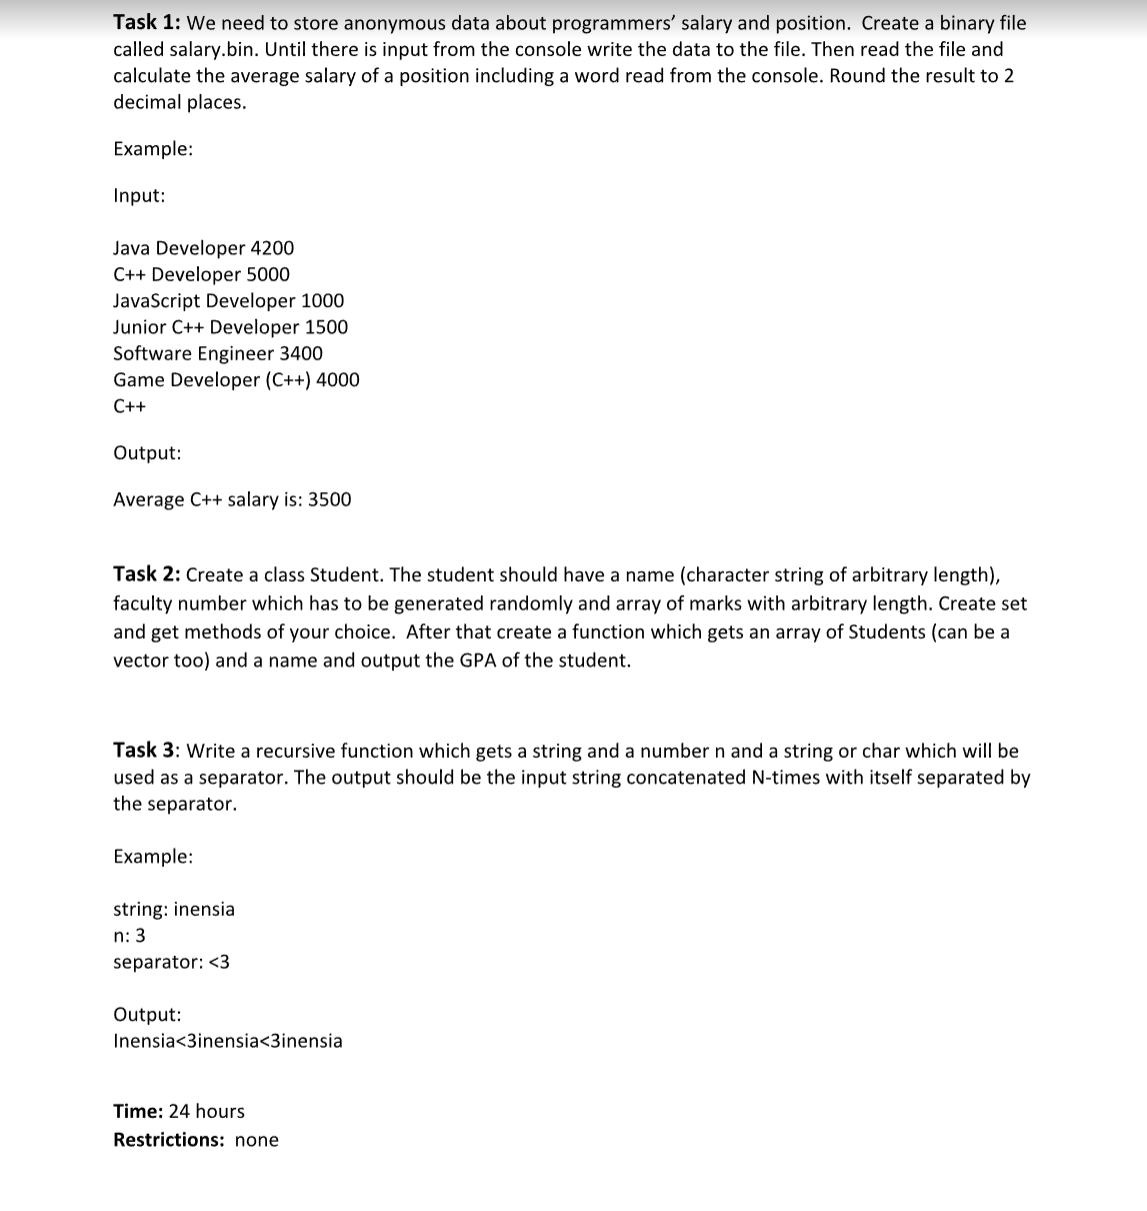 Task 1: We need to store anonymous data about programmers’ salary and position.  Create a binary file
called salary.bin. Until there is input from the console write the data to the file. Then read the file and
calculate the average salary of a position including a word read from the console. Round the result to 2
decimal places.
Example:
Input:
Java Developer 4200
C++ Developer 5000
JavaScript Developer 1000
Junior C++ Developer 1500
Software Engineer 3400
Game Developer (C++) 4000
C++
Output:
Average C++ salary is: 3500
Task 2: Create a class Student. The student should have a name (character string of arbitrary length),
faculty number which has to be generated randomly and array of marks with arbitrary length. Create set
and get methods of your choice.  After that create a function which gets an array of Students (can be a
vector too) and a name and output the GPA of the student.
Task 3: Write a recursive function which gets a string and a number n and a string or char which will be
used as a separator. The output should be the input string concatenated N-times with itself separated by
the separator.
Example:
string: inensia
n: 3
separator: <3
Output:
Inensia<3inensia<3inensia
Time: 24 hours
Restrictions:  none